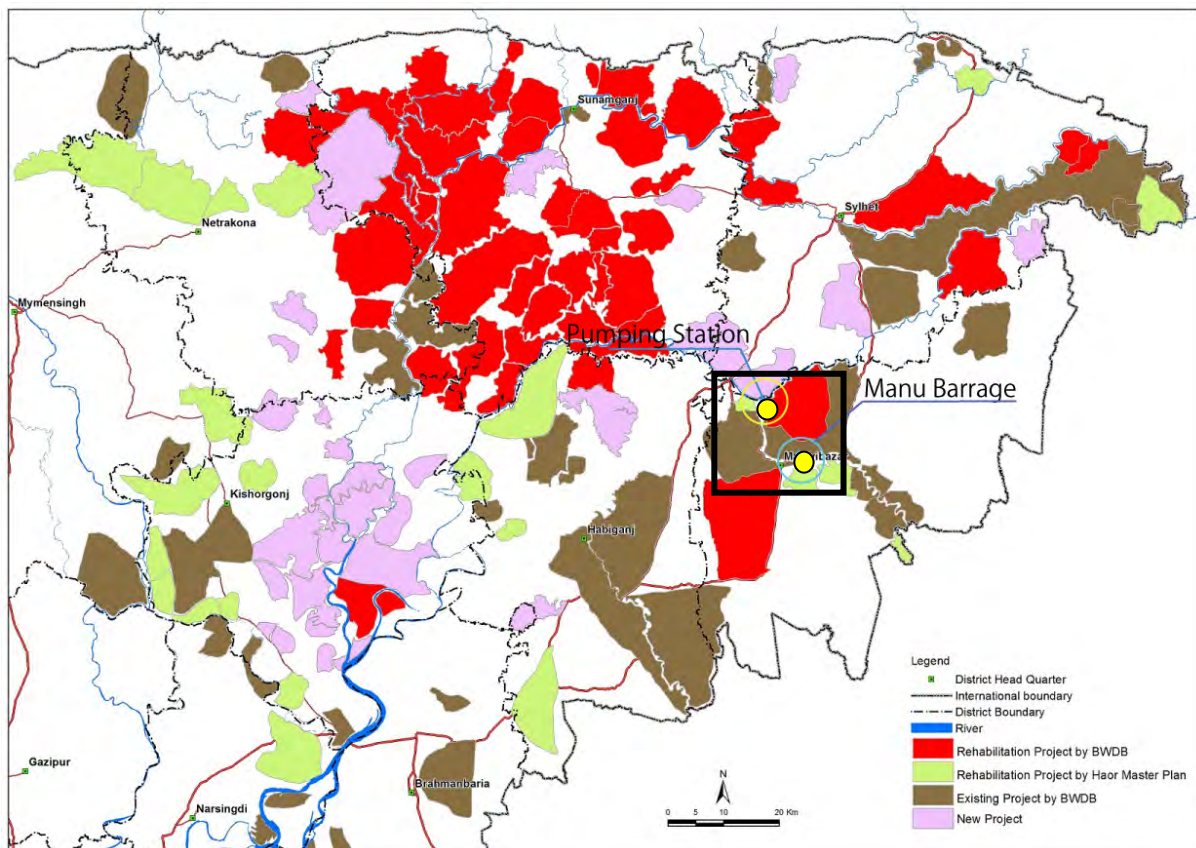 Sunamganj
Netrakona
Sylhet
Mymensingh
Pumping Station
Manu Barrage
Kishorgonj
Habiganj
Legend
District Head Quarter
International boundary
District Boundary
River
Rehabilitation Project by BWDB
Rehabilitation Project by Haor Master Plan
Existing Project by BWDB
New Project
N
0 5 10 20 Km
Gazipur
Brahmanbaria
Narsingdi